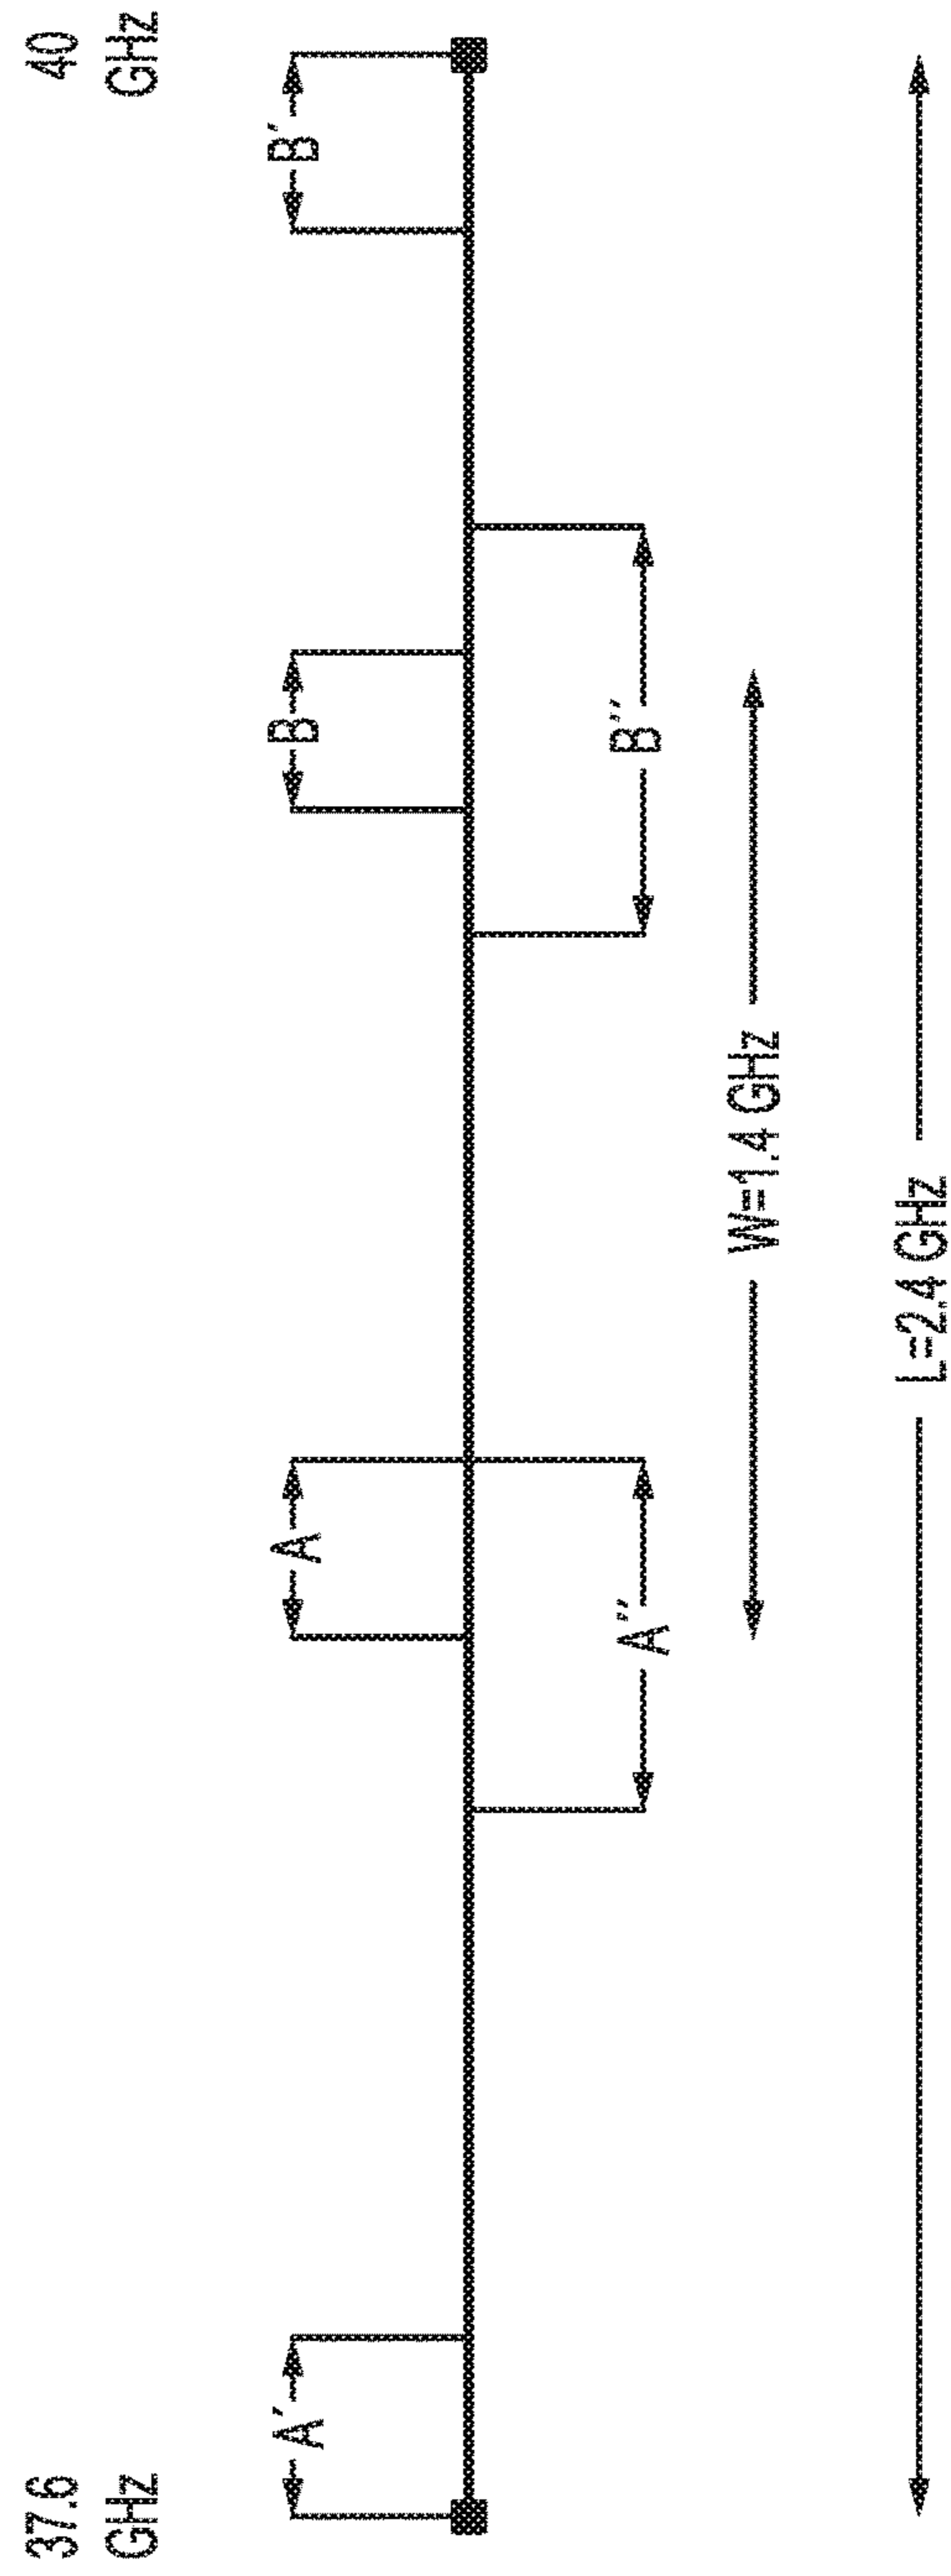 37.6
GHz
40
GHz
A′
A
B
B′
A′′
B′′
W=1.4 GHz
L=2.4 GHz